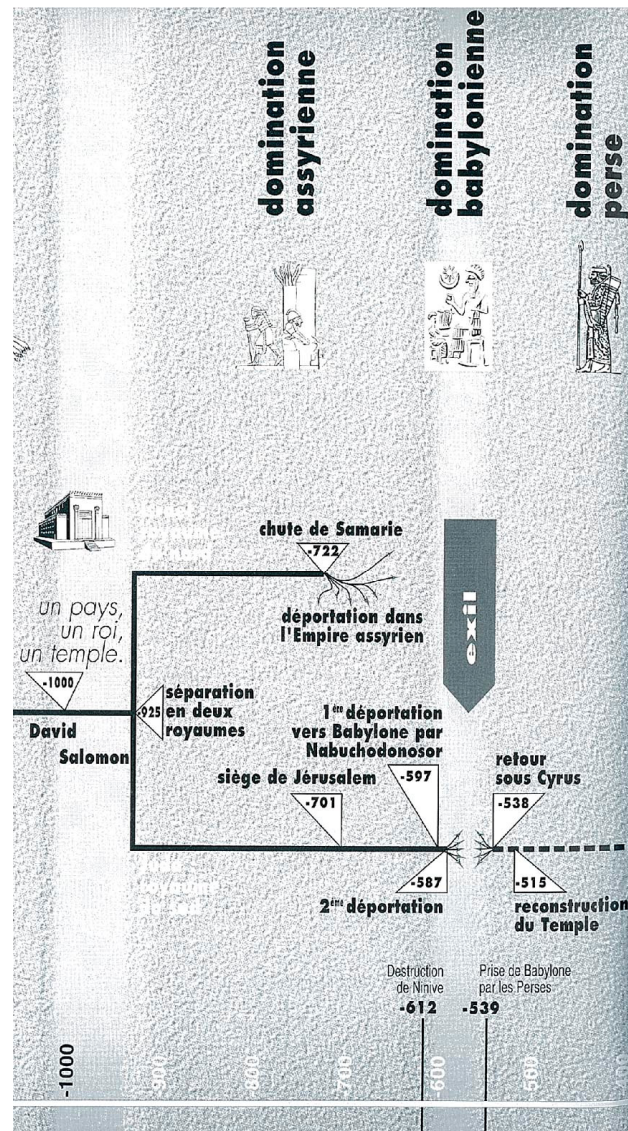 domination
assyrienne
domination
babylonienne
domination
perse
chute de Samarie
-722
déportation dans
l'Empire assyrien
exil
un pays,
un roi,
un temple.
-1000
David
Salomon
-925
séparation
en deux
royaumes
1ère déportation
vers Babylone par
Nabuchodonosor
-597
siège de Jérusalem
-701
retour
sous Cyrus
-538
-587
2ème déportation
-515
reconstruction
du Temple
Destruction
de Ninive
-612
Prise de Babylone
par les Perses
-539
-1000
-900
-800
-700
-600
-500